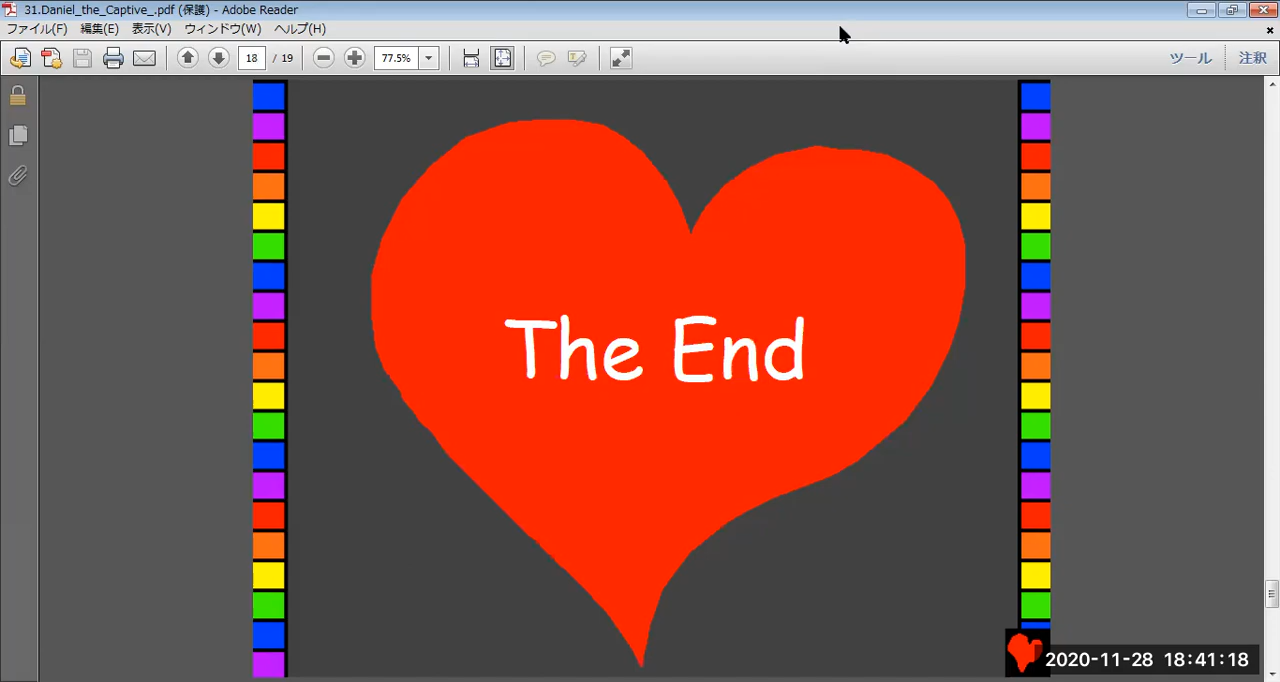 31.Daniel_the_Captive_.pdf (保護) - Adobe Reader
ファイル(F) 編集(E) 表示(V) ウィンドウ(W) ヘルプ(H)
18 / 19 77.5% ツール 注釈
The End
2020-11-28 18:41:18